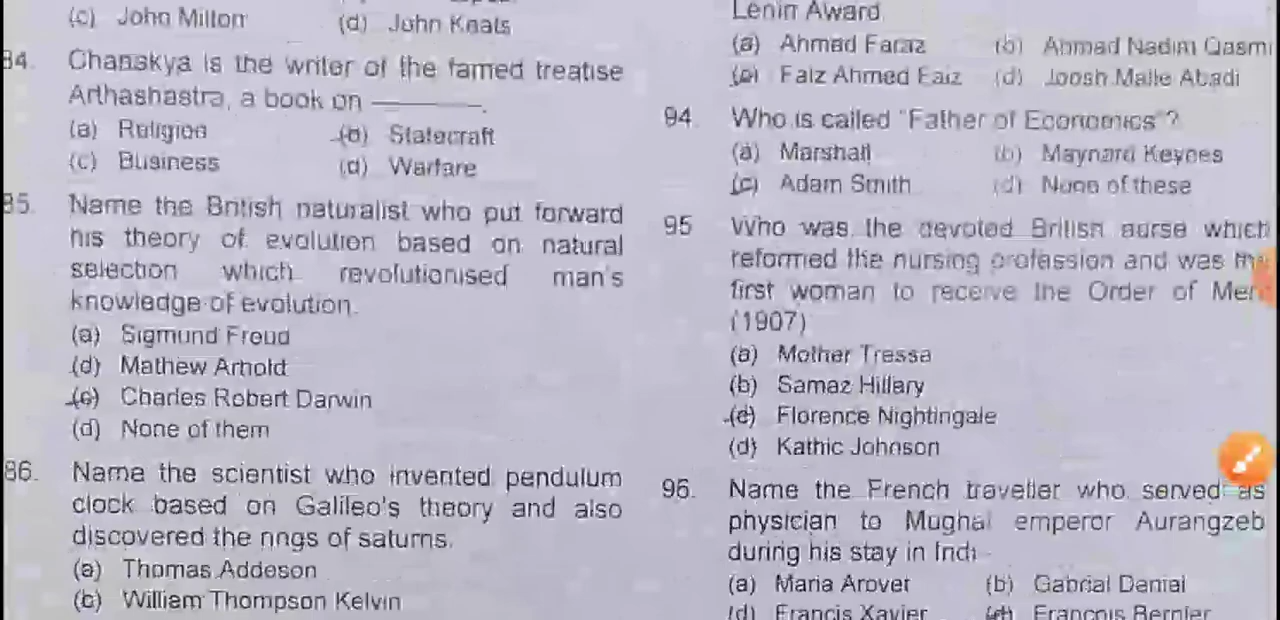 (c) John Milton (d) John Keats
84. Chanakya is the writer of the famed treatise
Arthashastra, a book on ________.
(a) Religion (b) Statecraft
(c) Business (d) Warfare
85. Name the British naturalist who put forward
his theory of evolution based on natural
selection which revolutionised man's
knowledge of evolution.
(a) Sigmund Freud
(d) Mathew Arnold
(c) Charles Robert Darwin
(d) None of them
86. Name the scientist who invented pendulum
clock based on Galileo's theory and also
discovered the rings of saturns.
(a) Thomas Addeson
(b) William Thompson Kelvin
Lenin Award
(a) Ahmad Faraz (b) Ahmad Nadim Qasmi
(c) Faiz Ahmed Faiz (d) Joosh Malle Abadi
94. Who is called "Father of Economics"?
(a) Marshall (b) Maynard Keynes
(c) Adam Smith (d) None of these
95 Who was the devoted British nurse which
reformed the nursing profession and was the
first woman to receive the Order of Meri
(1907)
(a) Mother Tressa
(b) Samaz Hillary
(c) Florence Nightingale
(d) Kathic Johnson
96. Name the French traveller who served as
physician to Mughal emperor Aurangzeb
during his stay in Indi
(a) Maria Arover (b) Gabrial Danial
(d) Francis Xavier (d) Francois Bernier